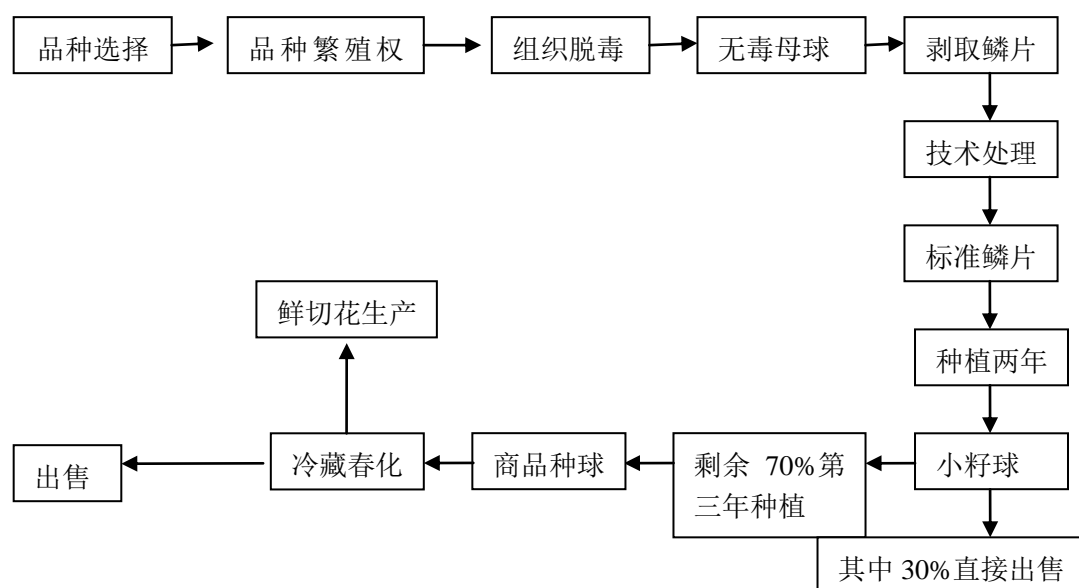 品种选择
品种繁殖权
组织脱毒
无毒母球
剥取鳞片
技术处理
标准鳞片
种植两年
小籽球
其中 30%直接出售
剩余 70%第
三年种植
商品种球
冷藏春化
鲜切花生产
出售